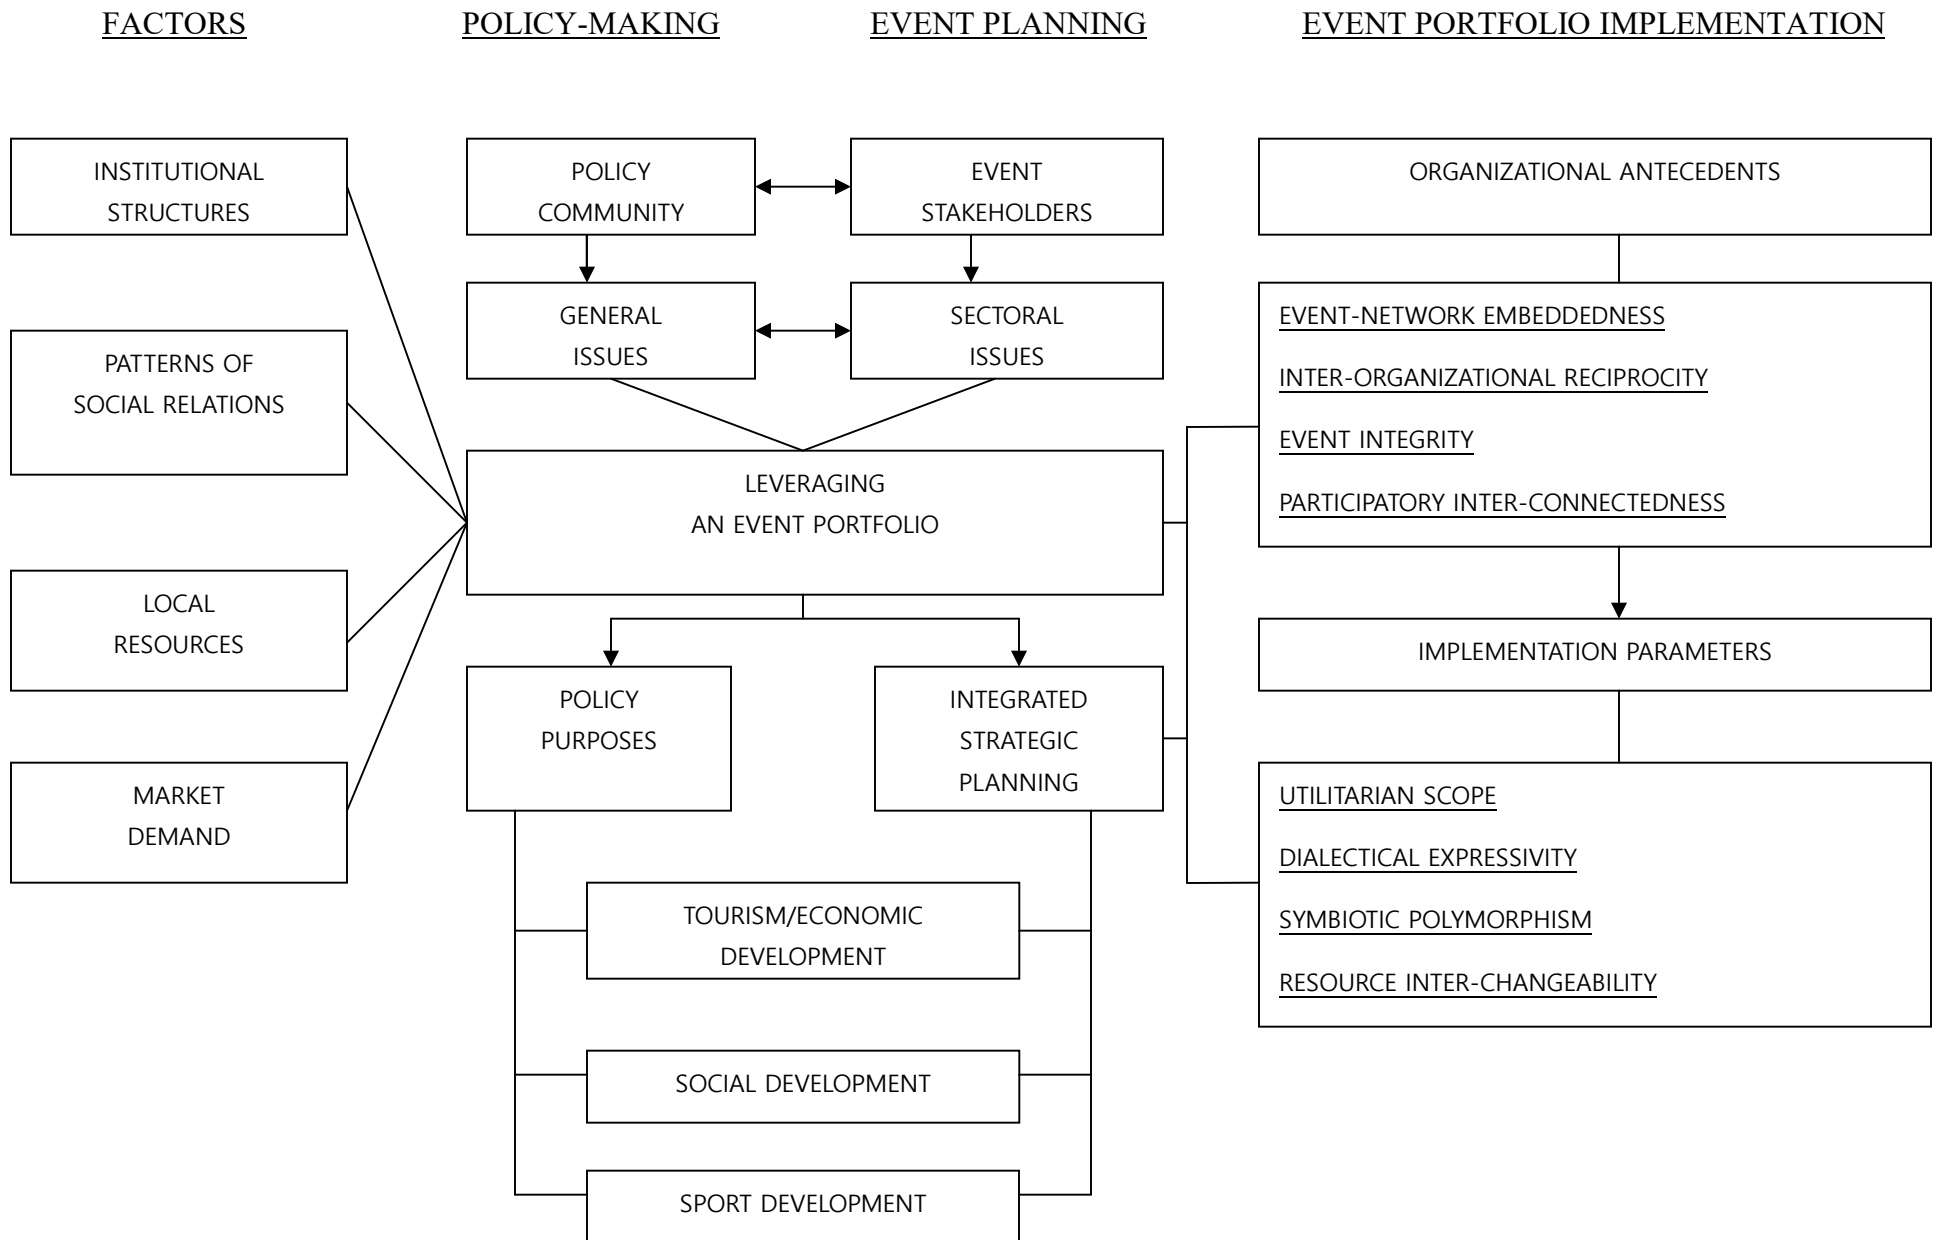 FACTORS
POLICY-MAKING
EVENT PLANNING
EVENT PORTFOLIO IMPLEMENTATION
INSTITUTIONAL
STRUCTURES
PATTERNS OF
SOCIAL RELATIONS
LOCAL
RESOURCES
MARKET
DEMAND
POLICY
COMMUNITY
EVENT
STAKEHOLDERS
GENERAL
ISSUES
SECTORAL
ISSUES
LEVERAGING
AN EVENT PORTFOLIO
POLICY
PURPOSES
INTEGRATED
STRATEGIC
PLANNING
TOURISM/ECONOMIC
DEVELOPMENT
SOCIAL DEVELOPMENT
SPORT DEVELOPMENT
ORGANIZATIONAL ANTECEDENTS
EVENT-NETWORK EMBEDDEDNESS
INTER-ORGANIZATIONAL RECIPROCITY
EVENT INTEGRITY
PARTICIPATORY INTER-CONNECTEDNESS
IMPLEMENTATION PARAMETERS
UTILITARIAN SCOPE
DIALECTICAL EXPRESSIVITY
SYMBIOTIC POLYMORPHISM
RESOURCE INTER-CHANGEABILITY